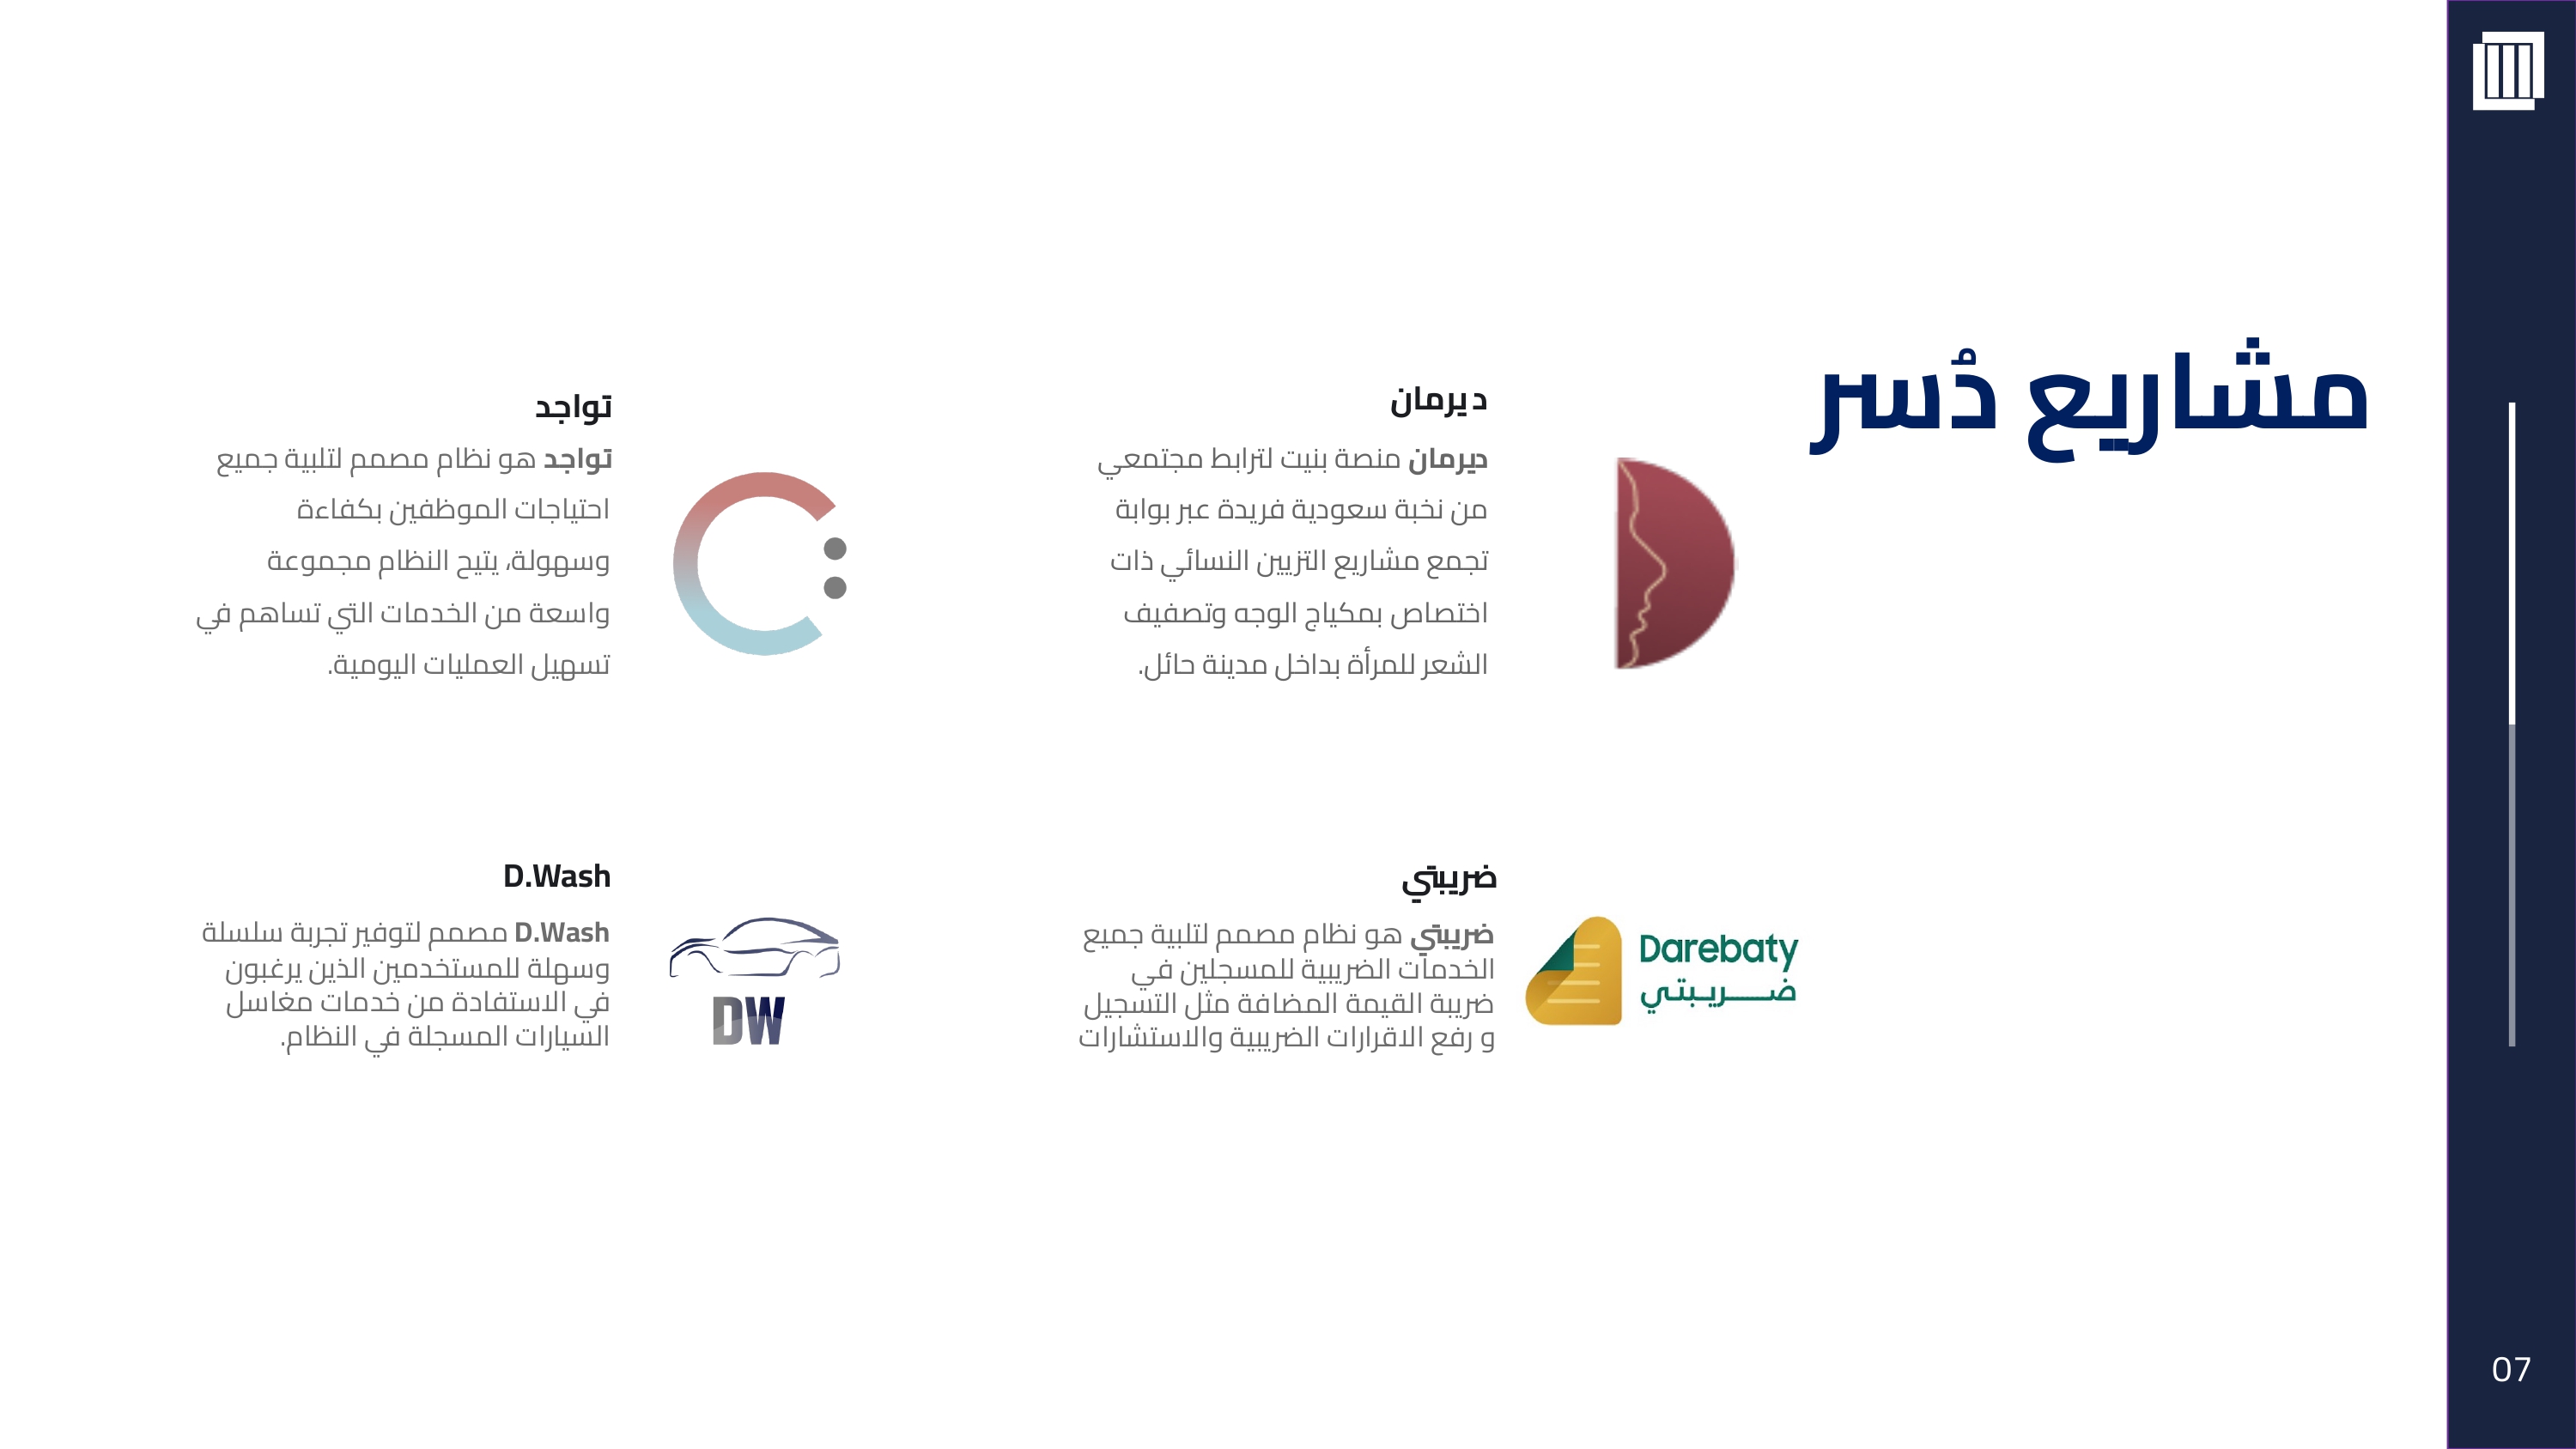 مشاريع دُسر
ديرمان
ديرمان منصة بنيت لترابط مجتمعي
من نخبة سعودية فريدة عبر بوابة
تجمع مشاريع التزيين النسائي ذات
اختصاص بمكياج الوجه وتصفيف
الشعر للمرأة بداخل مدينة حائل.
تواجد
تواجد هو نظام مصمم لتلبية جميع
احتياجات الموظفين بكفاءة
وسهولة، يتيح النظام مجموعة
واسعة من الخدمات التي تساهم في
تسهيل العمليات اليومية.
Darebaty
ضريبتي
ضريبتي
ضريبتي هو نظام مصمم لتلبية جميع
الخدمات الضريبية للمسجلين في
ضريبة القيمة المضافة مثل التسجيل
و رفع الاقرارات الضريبية والاستشارات
D.Wash
D.Wash مصمم لتوفير تجربة سلسلة
وسهلة للمستخدمين الذين يرغبون
في الاستفادة من خدمات مغاسل
السيارات المسجلة في النظام.
DW
07